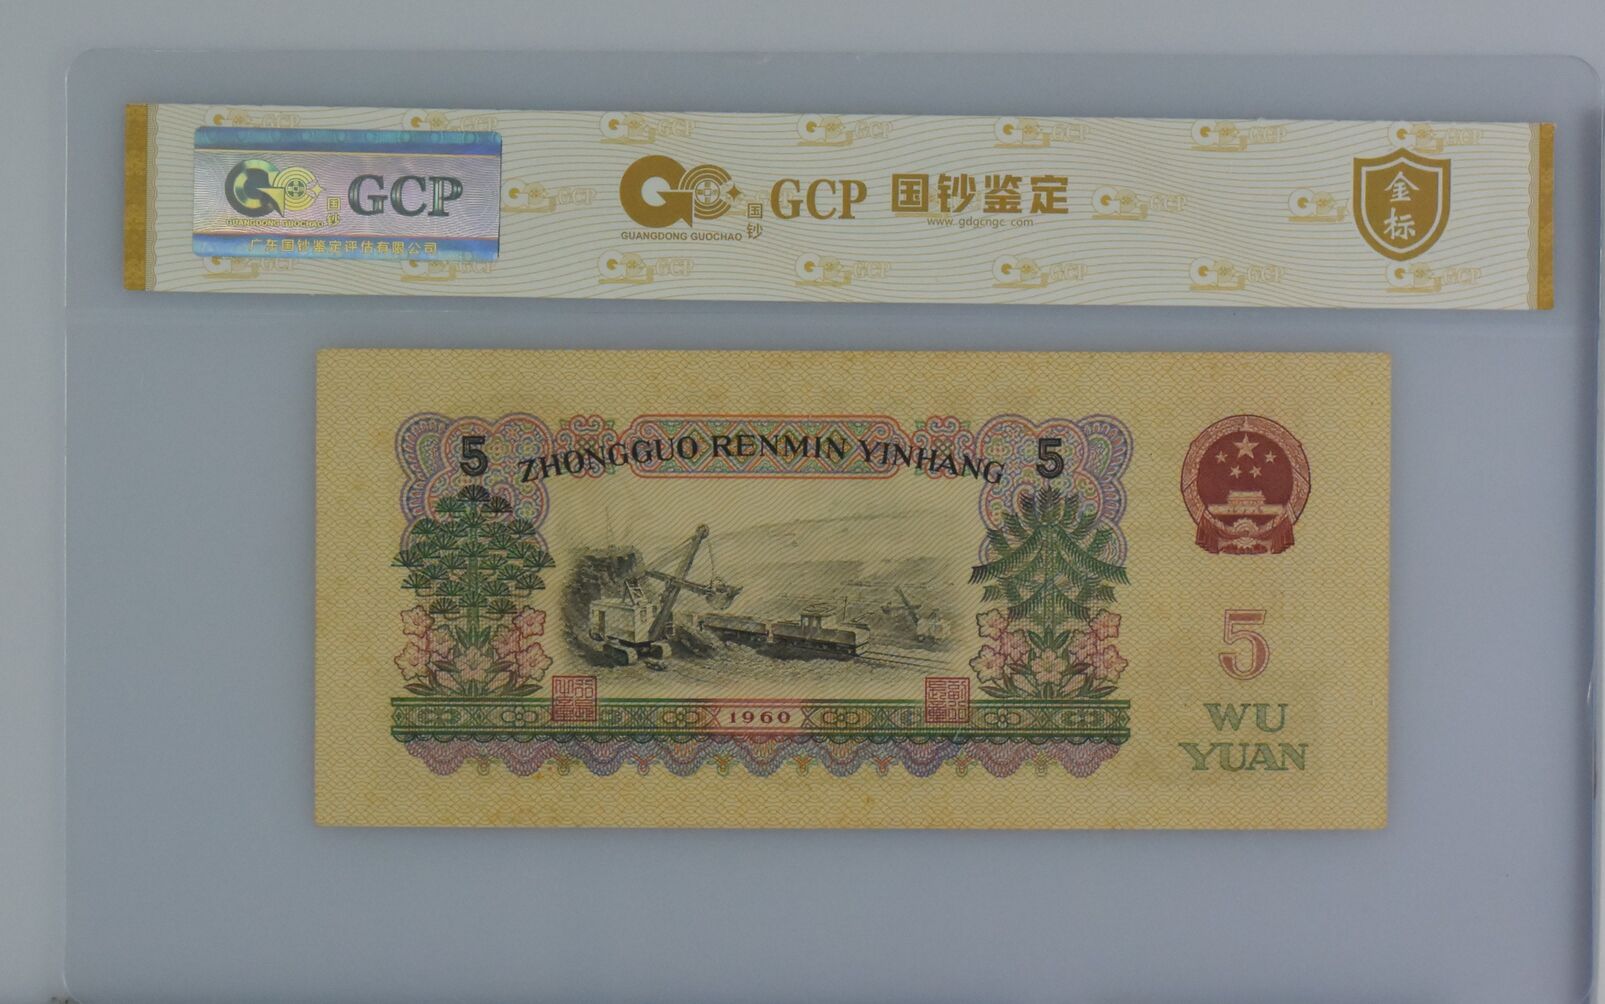 GCP
国钞
GUANGDONG GUOCHAO
广东国钞鉴定评估有限公司
GCP 国钞鉴定
国钞
GUANGDONG GUOCHAO
www.gdgcngc.com
金标
5 ZHONGGUO RENMIN YINHANG 5
1960
5
WU
YUAN